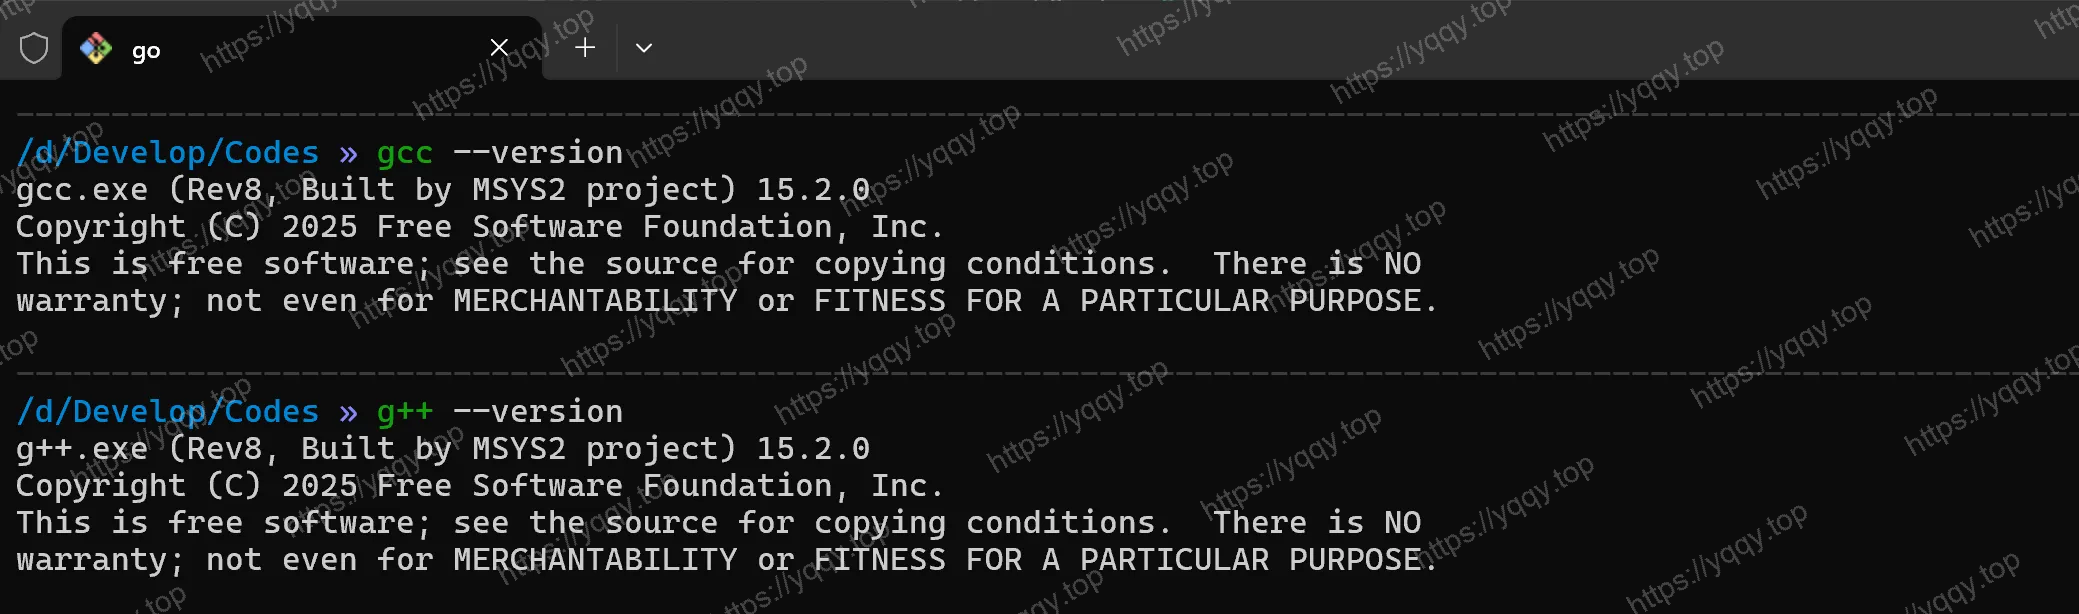 go
/d/Develop/Codes » gcc --version
gcc.exe (Rev8, Built by MSYS2 project) 15.2.0
Copyright (C) 2025 Free Software Foundation, Inc.
This is free software; see the source for copying conditions.  There is NO
warranty; not even for MERCHANTABILITY or FITNESS FOR A PARTICULAR PURPOSE.
/d/Develop/Codes » g++ --version
g++.exe (Rev8, Built by MSYS2 project) 15.2.0
Copyright (C) 2025 Free Software Foundation, Inc.
This is free software; see the source for copying conditions.  There is NO
warranty; not even for MERCHANTABILITY or FITNESS FOR A PARTICULAR PURPOSE.
https://yqqy.top